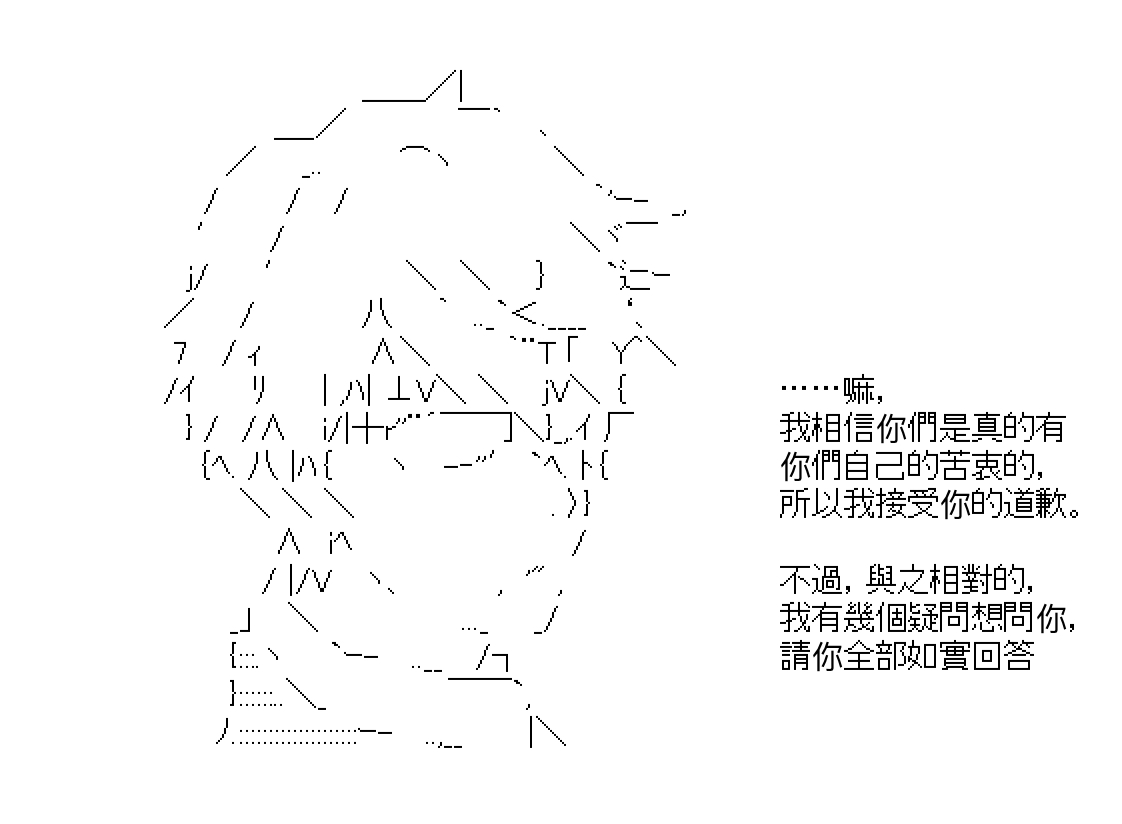 ……嘛，
我相信你們是真的有
你們自己的苦衷的，
所以我接受你的道歉。
不過，與之相對的，
我有幾個疑問想問你，
請你全部如實回答